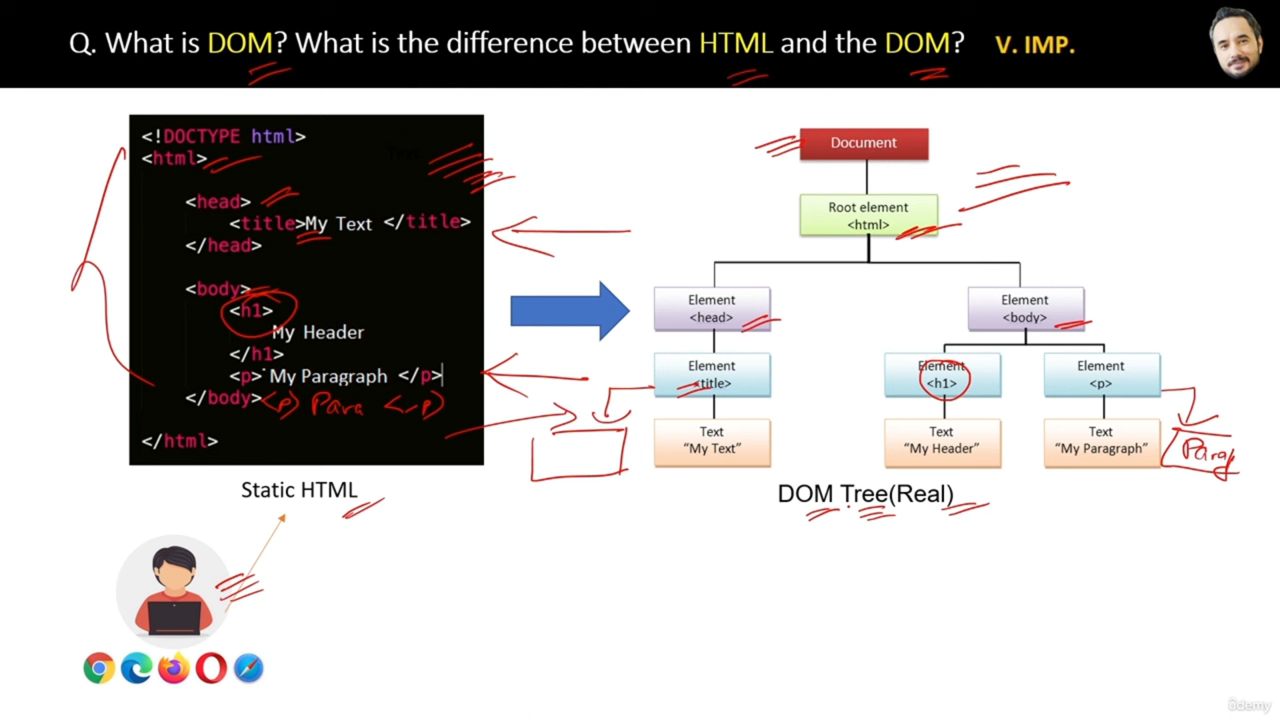 Q. What is DOM? What is the difference between HTML and the DOM? V. IMP.
<!DOCTYPE html>
<html>
<head>
<title>My Text </title>
</head>
<body>
<h1>
My Header
</h1>
<p> My Paragraph </p>
</body>
<p> Para
</html>
Static HTML
Document
Root element
<html>
Element
<head>
Element
<body>
Element
<title>
Element
<h1>
Element
<p>
Text
“My Text”
Text
“My Header”
Text
“My Paragraph”
Para
DOM Tree(Real)
ûdemy